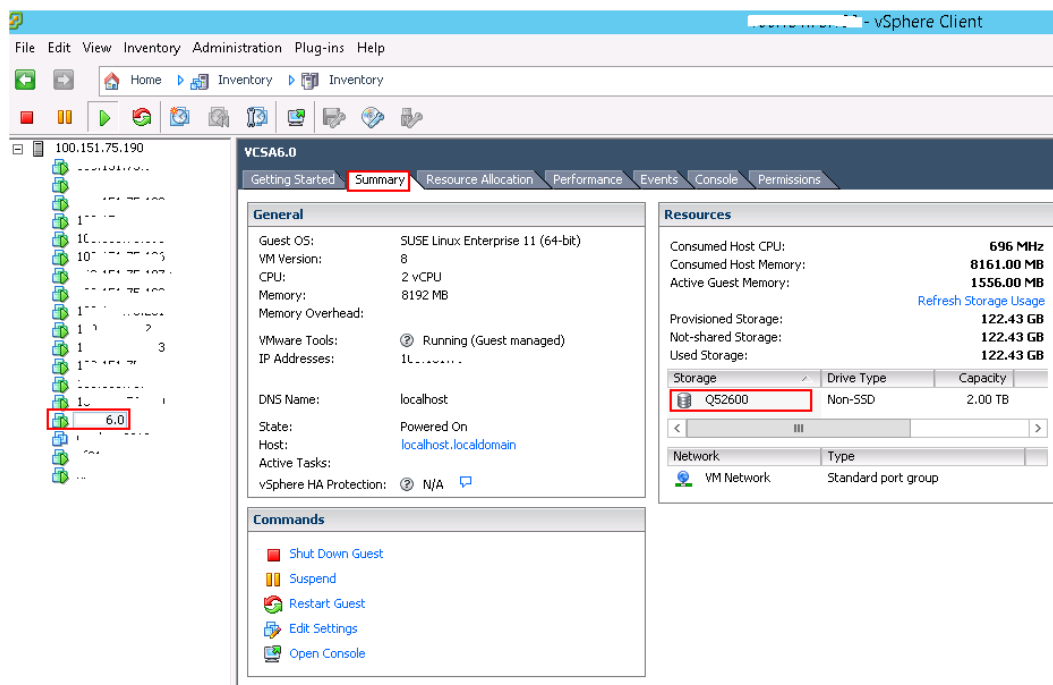 - vSphere Client
File Edit View Inventory Administration Plug-ins Help
Home Inventory Inventory
100.151.75.190
6.0
VCSA6.0
Getting Started Summary Resource Allocation Performance Events Console Permissions
General
Guest OS: SUSE Linux Enterprise 11 (64-bit)
VM Version: 8
CPU: 2 vCPU
Memory: 8192 MB
Memory Overhead:
VMware Tools: Running (Guest managed)
IP Addresses:
DNS Name: localhost
State: Powered On
Host: localhost.localdomain
Active Tasks:
vSphere HA Protection: N/A
Commands
Shut Down Guest
Suspend
Restart Guest
Edit Settings
Open Console
Resources
Consumed Host CPU: 696 MHz
Consumed Host Memory: 8161.00 MB
Active Guest Memory: 1556.00 MB
Refresh Storage Usage
Provisioned Storage: 122.43 GB
Not-shared Storage: 122.43 GB
Used Storage: 122.43 GB
Storage Drive Type Capacity
Q52600 Non-SSD 2.00 TB
Network Type
VM Network Standard port group